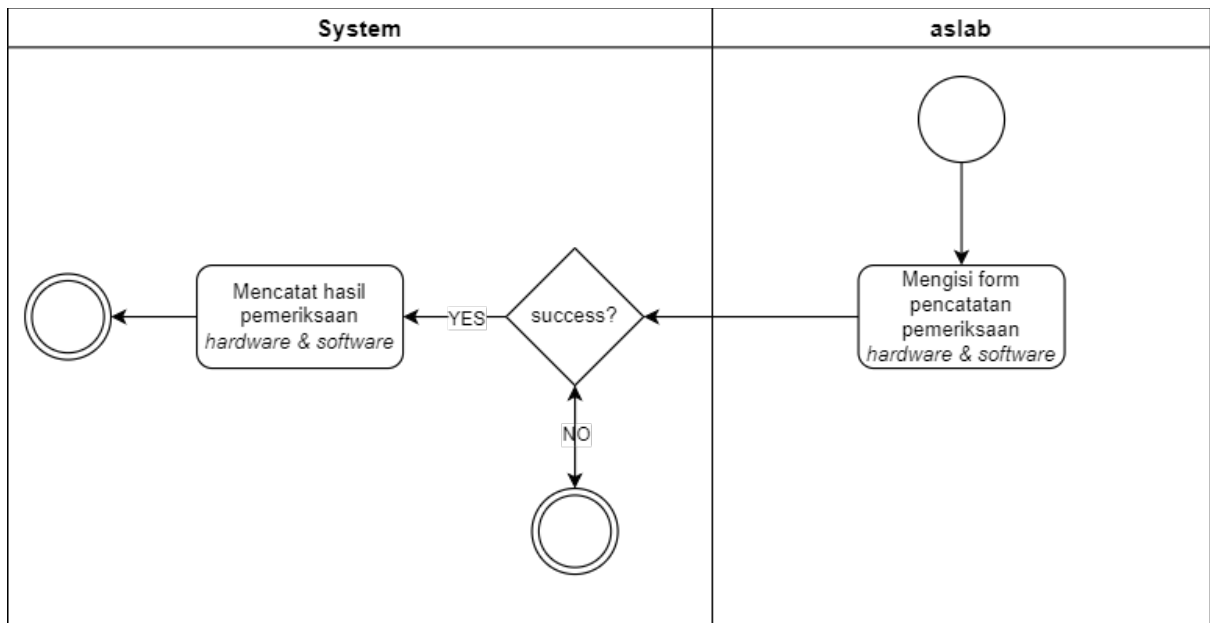 System
aslab
Mencatat hasil
pemeriksaan
hardware & software
YES
success?
NO
Mengisi form
pencatatan
pemeriksaan
hardware & software